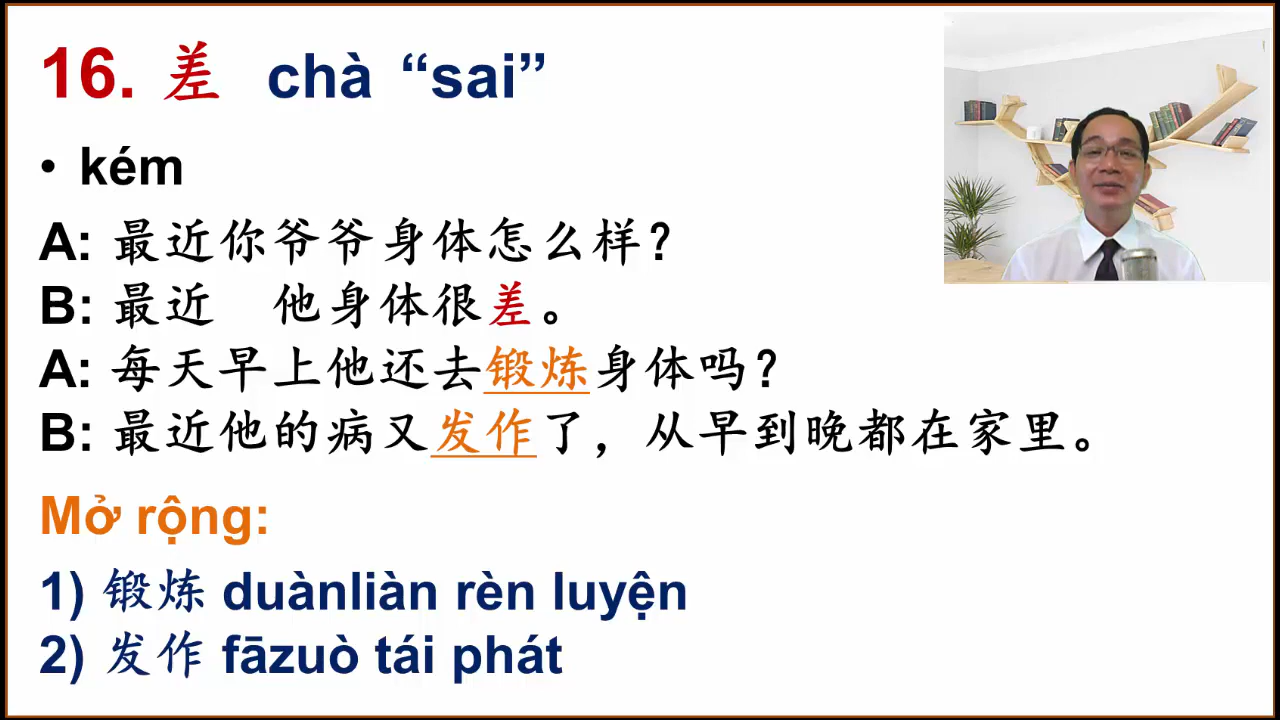 16. 差 chà “sai”
• kém
A: 最近你爷爷身体怎么样？
B: 最近 他身体很差。
A: 每天早上他还去锻炼身体吗？
B: 最近他的病又发作了，从早到晚都在家里。
Mở rộng:
1) 锻炼 duànliàn rèn luyện
2) 发作 fāzuò tái phát